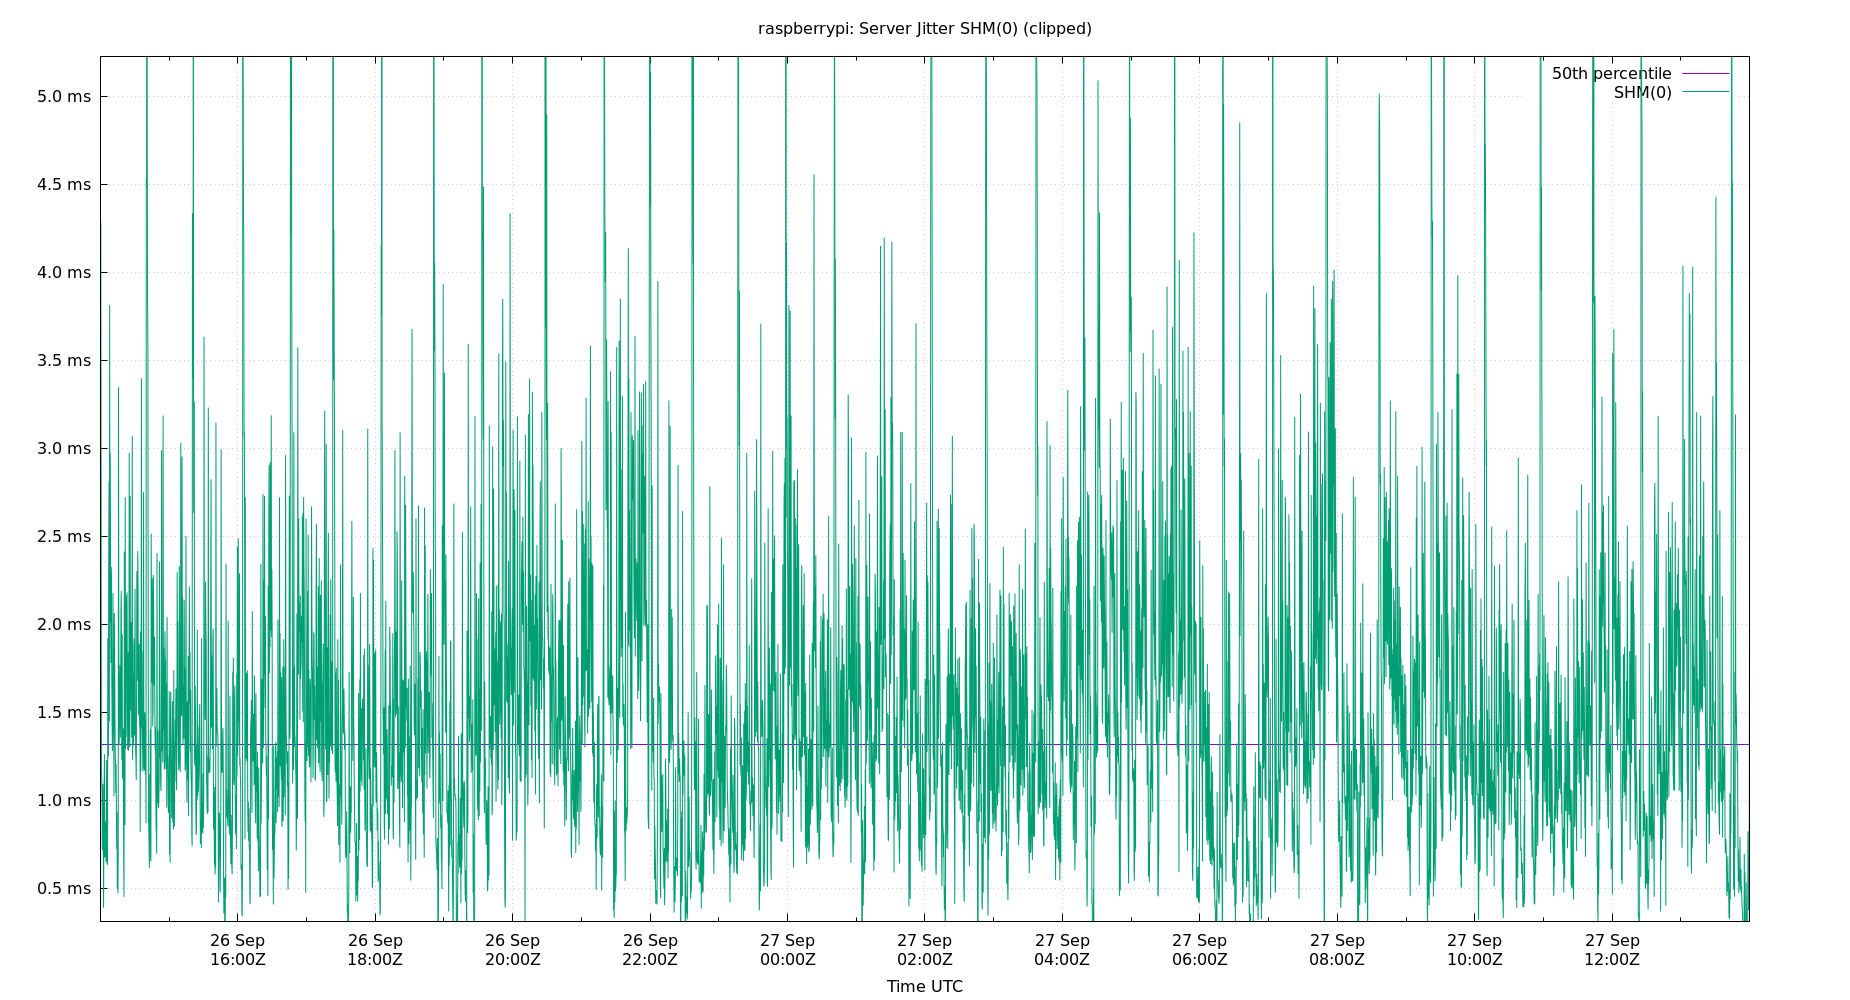 raspberrypi: Server Jitter SHM(0) (clipped)
50th percentile
SHM(0)
5.0 ms
4.5 ms
4.0 ms
3.5 ms
3.0 ms
2.5 ms
2.0 ms
1.5 ms
1.0 ms
0.5 ms
26 Sep 26 Sep 26 Sep 26 Sep 27 Sep 27 Sep 27 Sep 27 Sep 27 Sep 27 Sep 27 Sep
16:00Z 18:00Z 20:00Z 22:00Z 00:00Z 02:00Z 04:00Z 06:00Z 08:00Z 10:00Z 12:00Z
Time UTC